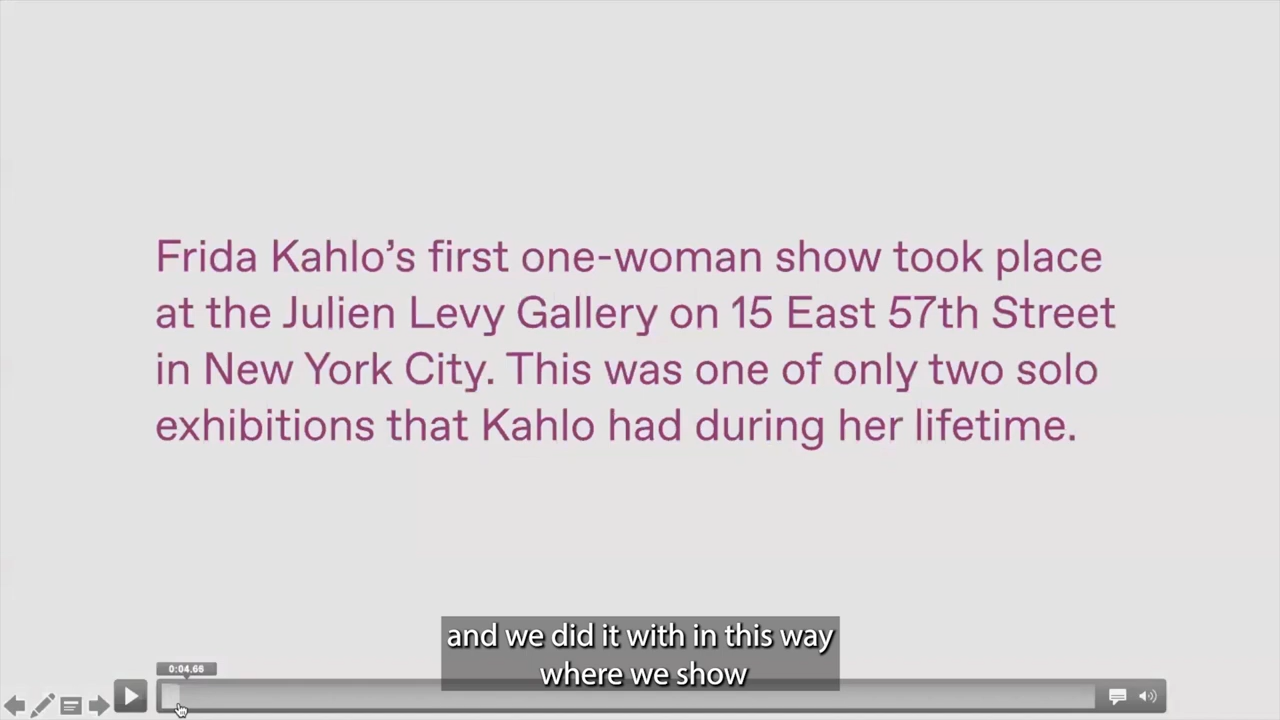 Frida Kahlo’s first one-woman show took place
at the Julien Levy Gallery on 15 East 57th Street
in New York City. This was one of only two solo
exhibitions that Kahlo had during her lifetime.
and we did it with in this way
where we show
0:04.66